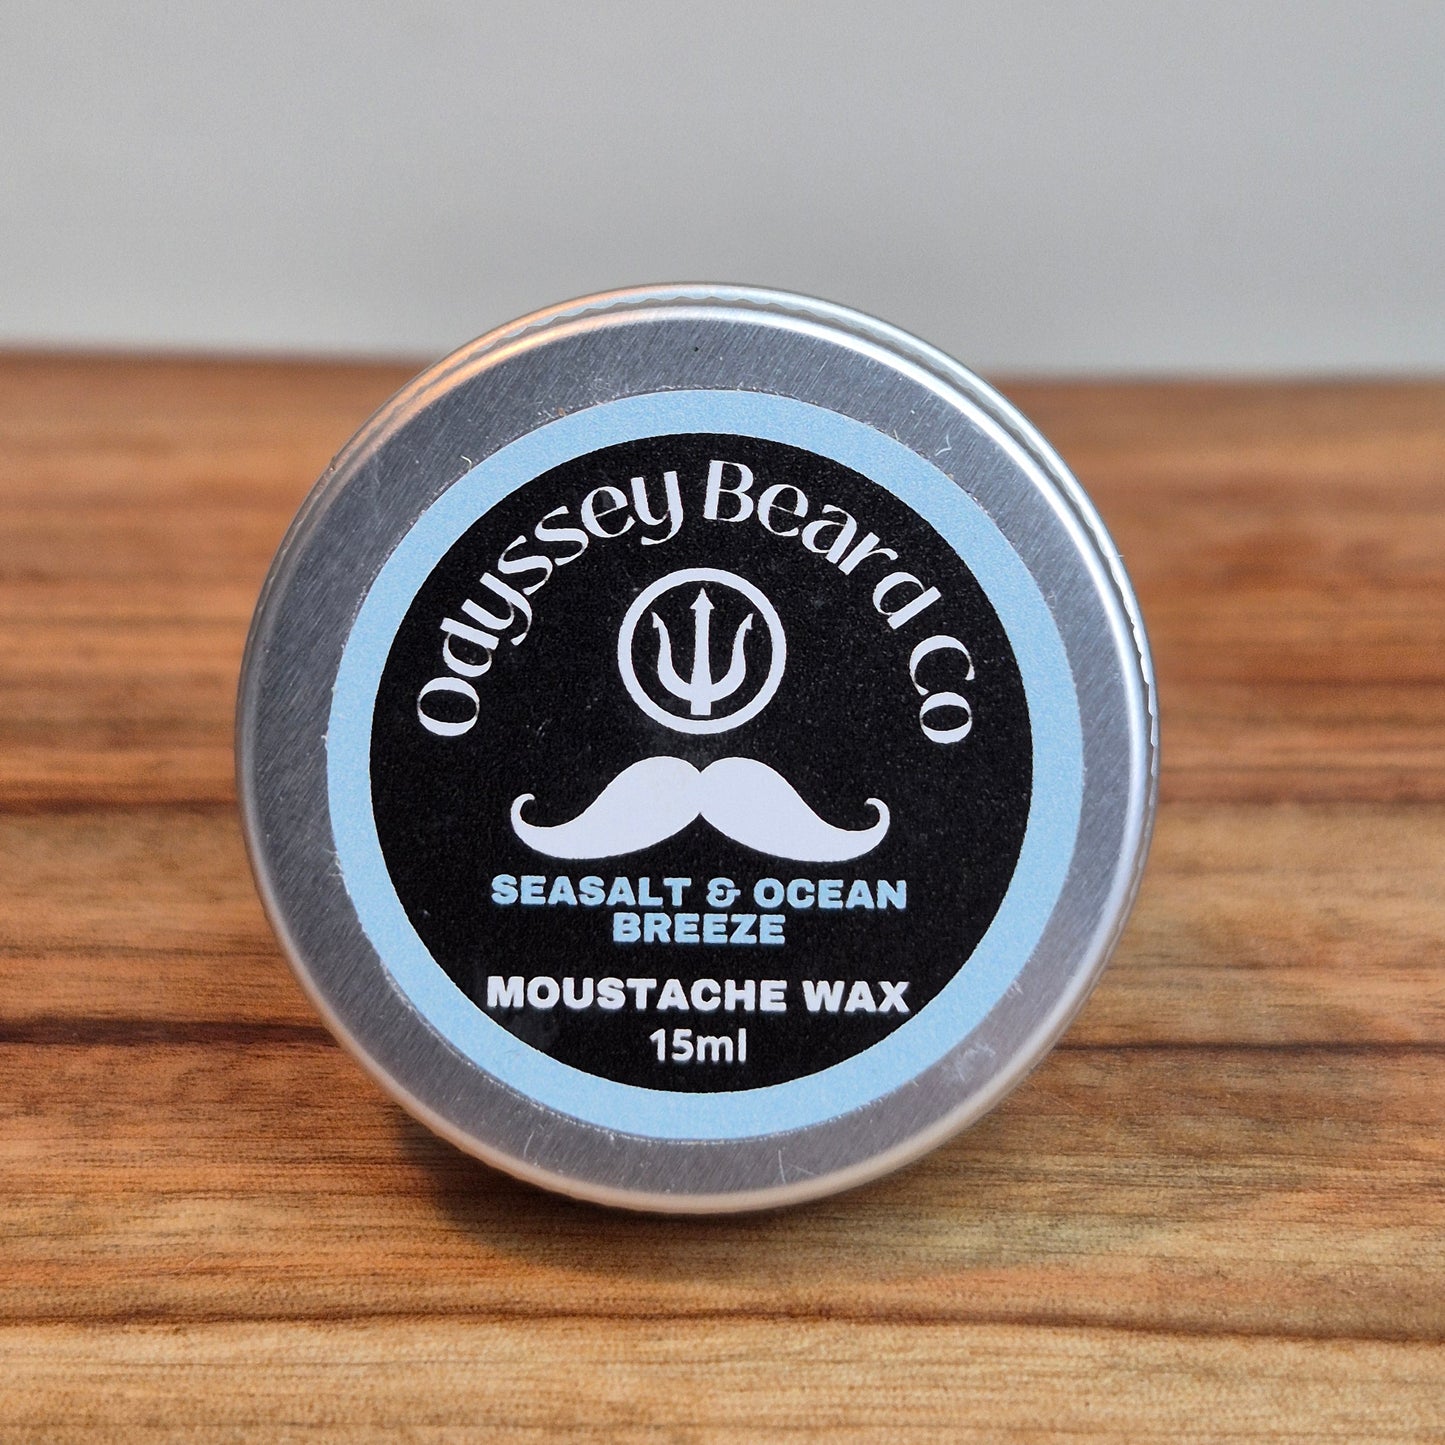 Odyssey Beard Co
SEASALT & OCEAN
BREEZE
MOUSTACHE WAX
15ml